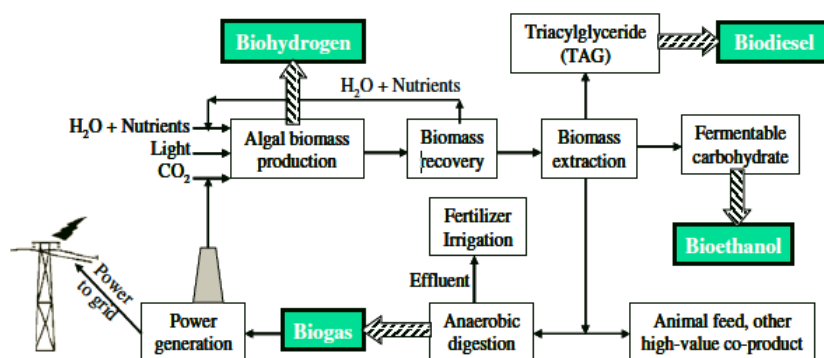 Biohydrogen
Triacylglyceride
(TAG)
Biodiesel
H₂O + Nutrients
H₂O + Nutrients
Light
CO₂
Algal biomass
production
Biomass
recovery
Biomass
extraction
Fermentable
carbohydrate
Fertilizer
Irrigation
Bioethanol
Effluent
Power
to grid
Power
generation
Biogas
Anaerobic
digestion
Animal feed, other
high-value co-product